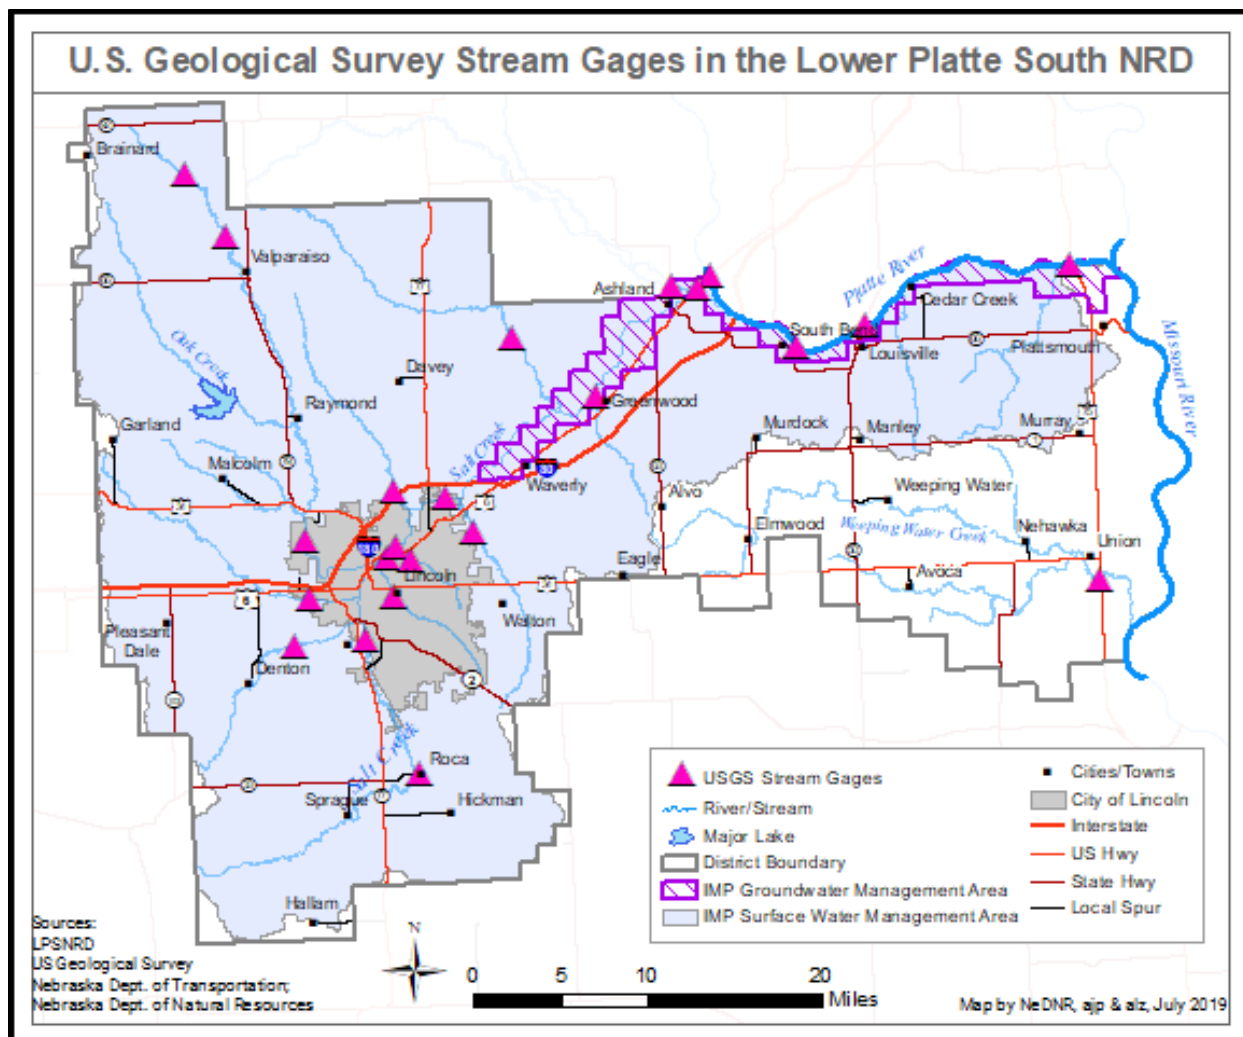 U.S. Geological Survey Stream Gages in the Lower Platte South NRD
Brainard
Valparaiso
Oak Creek
Davey
Raymond
Garland
Malcolm
Ashland
Platte River
Cedar Creek
South Bend
Louisville
Plattsmouth
Missouri River
Greenwood
Salt Creek
Waverly
80
6
Murdock
Manley
Murray
1
Alvo
Weeping Water
Elmwood
Weeping Water Creek
Nehawka
Union
Eagle
Avoca
Lincoln
Walton
6
Pleasant
Dale
Denton
2
Salt Creek
Roca
Sprague
Hickman
Hallam
USGS Stream Gages
River/Stream
Major Lake
District Boundary
IMP Groundwater Management Area
IMP Surface Water Management Area
Cities/Towns
City of Lincoln
Interstate
US Hwy
State Hwy
Local Spur
Sources:
LPSNRD
US Geological Survey
Nebraska Dept. of Transportation;
Nebraska Dept. of Natural Resources
N
0 5 10 20
Miles
Map by NeDNR, ajp & alz, July 2019